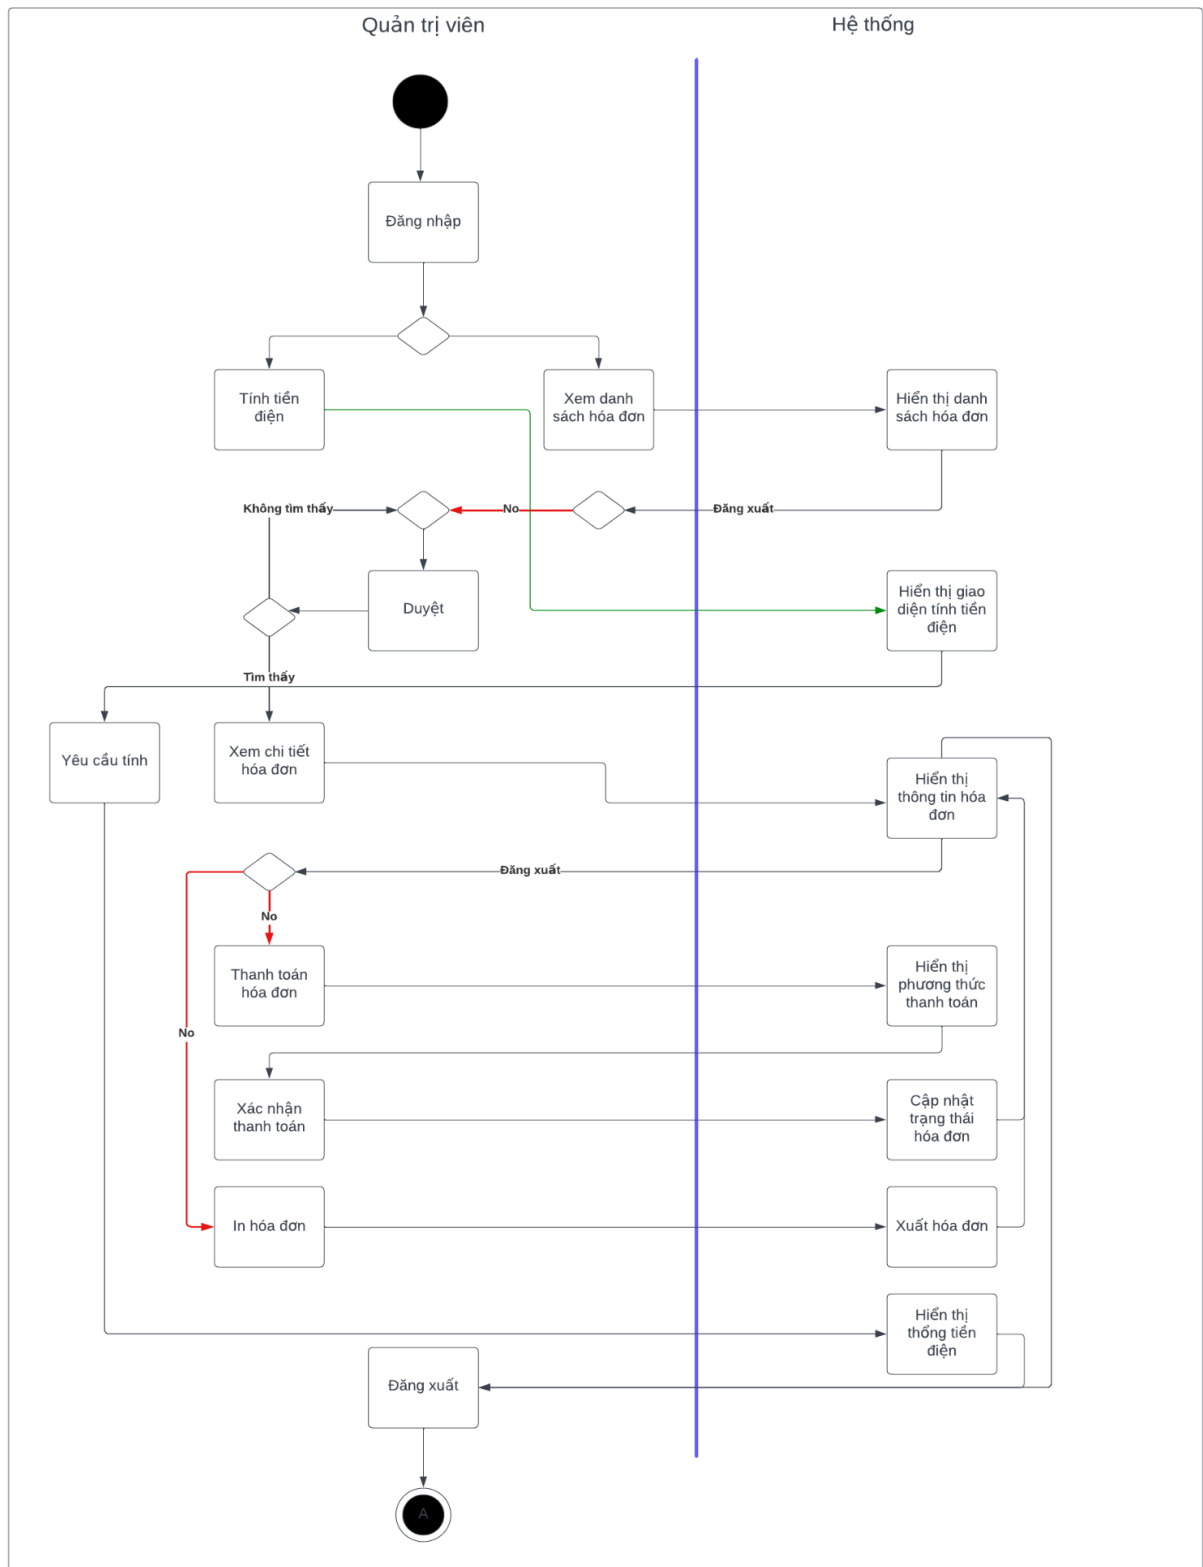 Quản trị viên
Hệ thống
Đăng nhập
Tính tiền
điện
Xem danh
sách hóa đơn
Hiển thị danh
sách hóa đơn
Không tìm thấy
No
Đăng xuất
Duyệt
Hiển thị giao
diện tính tiền
điện
Tìm thấy
Yêu cầu tính
Xem chi tiết
hóa đơn
Hiển thị
thông tin hóa
đơn
Đăng xuất
No
Thanh toán
hóa đơn
Hiển thị
phương thức
thanh toán
No
Xác nhận
thanh toán
Cập nhật
trạng thái
hóa đơn
In hóa đơn
Xuất hóa đơn
Hiển thị
thổng tiền
điện
Đăng xuất
A